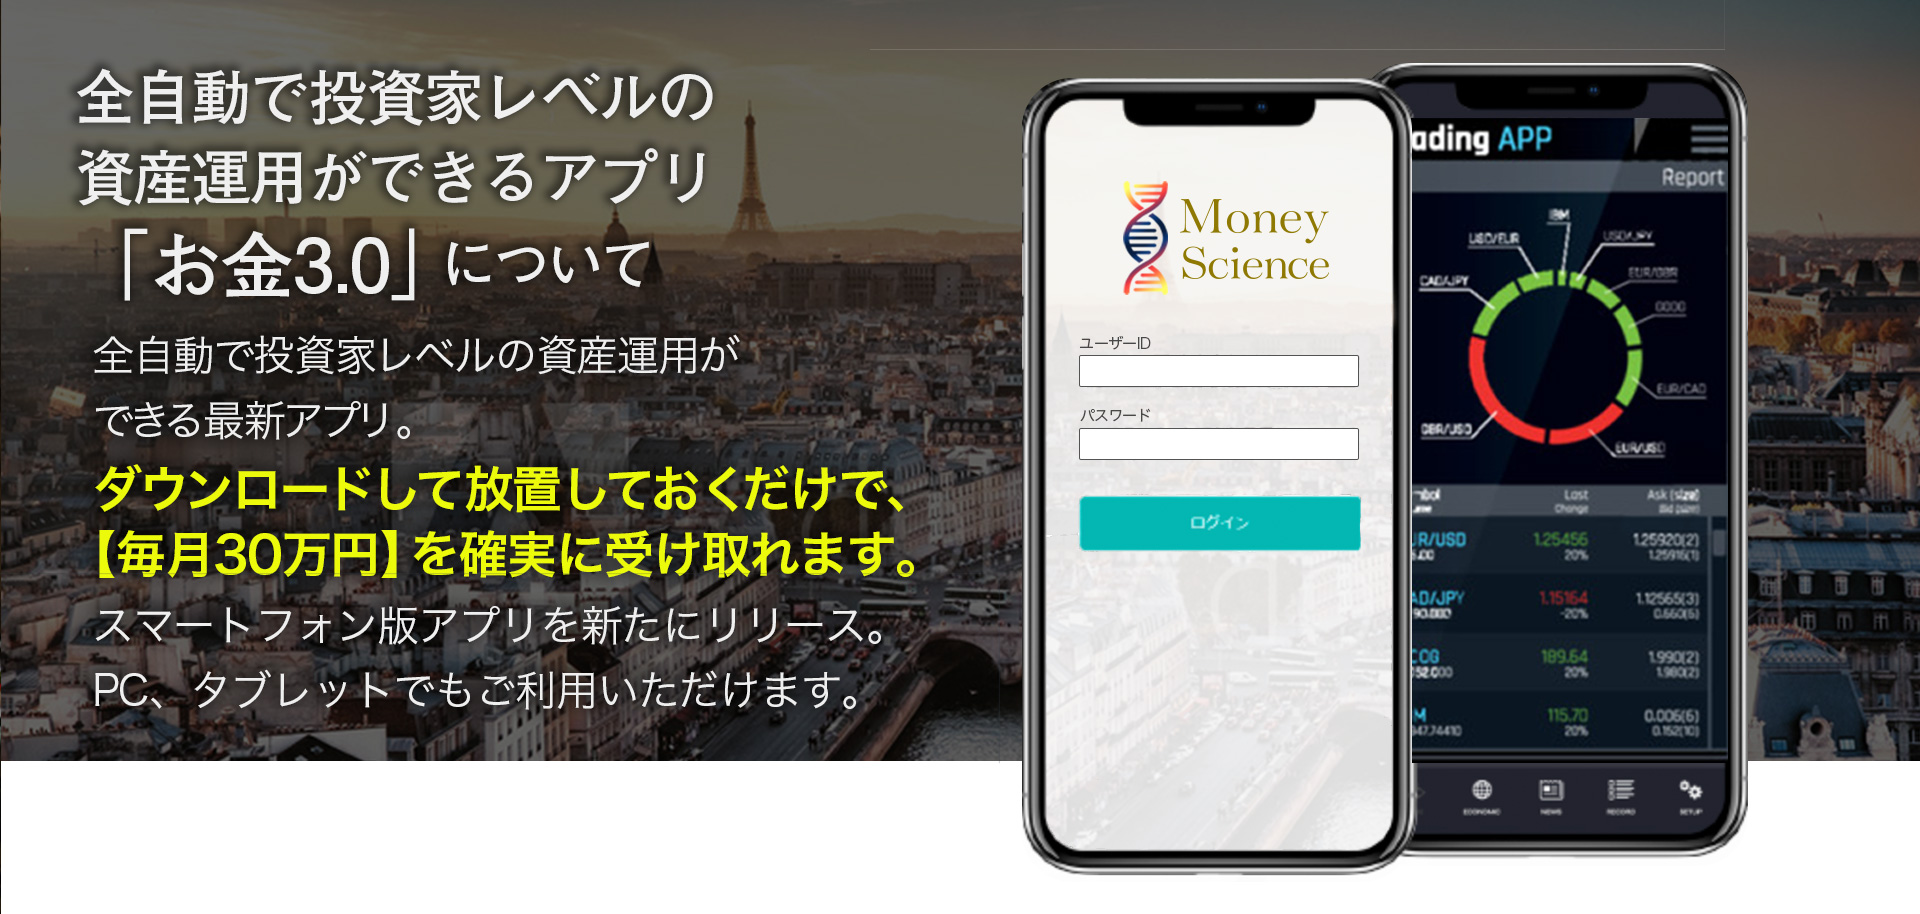 全自動で投資家レベルの
資産運用ができるアプリ
「お金3.0」について
全自動で投資家レベルの資産運用が
できる最新アプリ。
ダウンロードして放置しておくだけで、
【毎月30万円】を確実に受け取れます。
スマートフォン版アプリを新たにリリース。
PC、タブレットでもご利用いただけます。
Money
Science
ユーザーID
パスワード
ログイン
ading APP
Report
IBM
USD/EUR
USD/JPY
CAD/JPY
EUR/GBR
GOOG
EUR/CAD
GBR/USD
EUR/USD
mbol Last Ask (size)
Change
UR/USD 1.25456 1.25920(2)
20% 1.25916(1)
AD/JPY 1.15164 1.12565(3)
90.000 -20% 0.660(6)
189.64 1.990(2)
52.000 20% 1.980(2)
M 115.70 0.006(6)
47.74410 20% 0.152(10)
ECONOMIC
NEWS
RECORD
SETUP